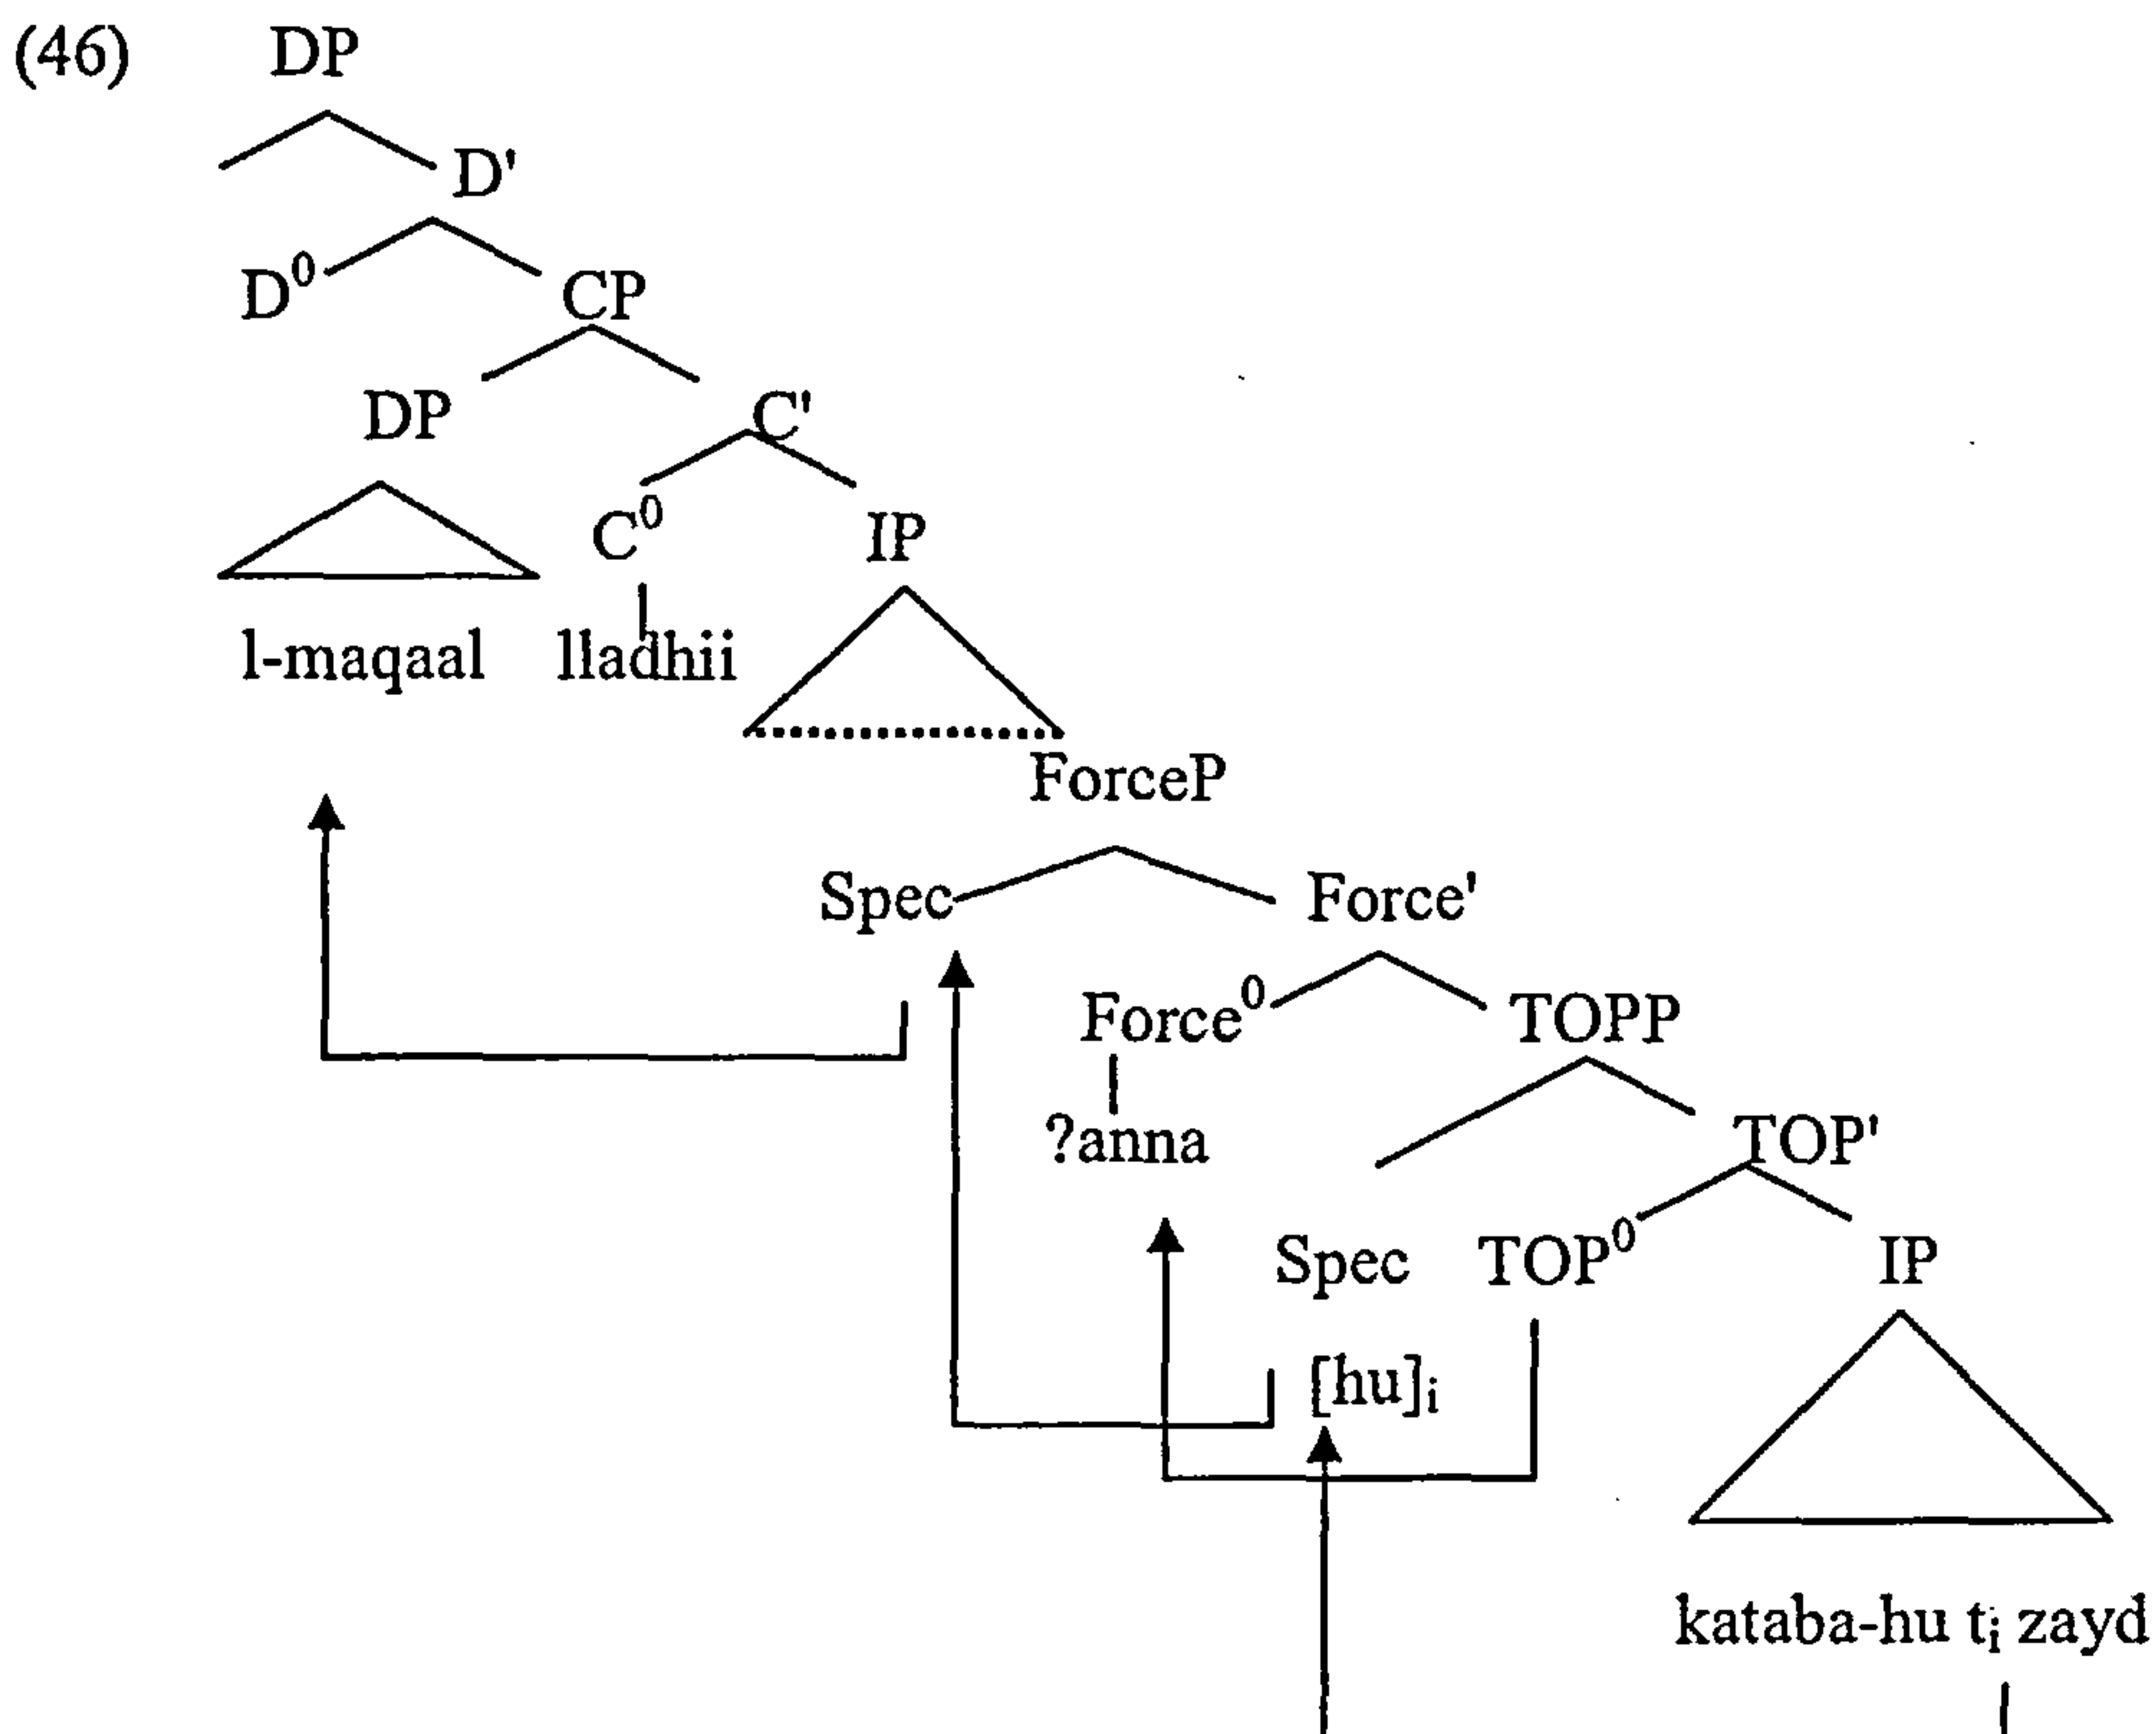 (46) DP
D'
D⁰ CP
DP C'
C⁰ IP
l-maqaal lladhii
ForceP
Spec Force'
Force⁰ TOPP
?anna TOP'
Spec TOP⁰ IP
[hu]i
kataba-hu ti zayd